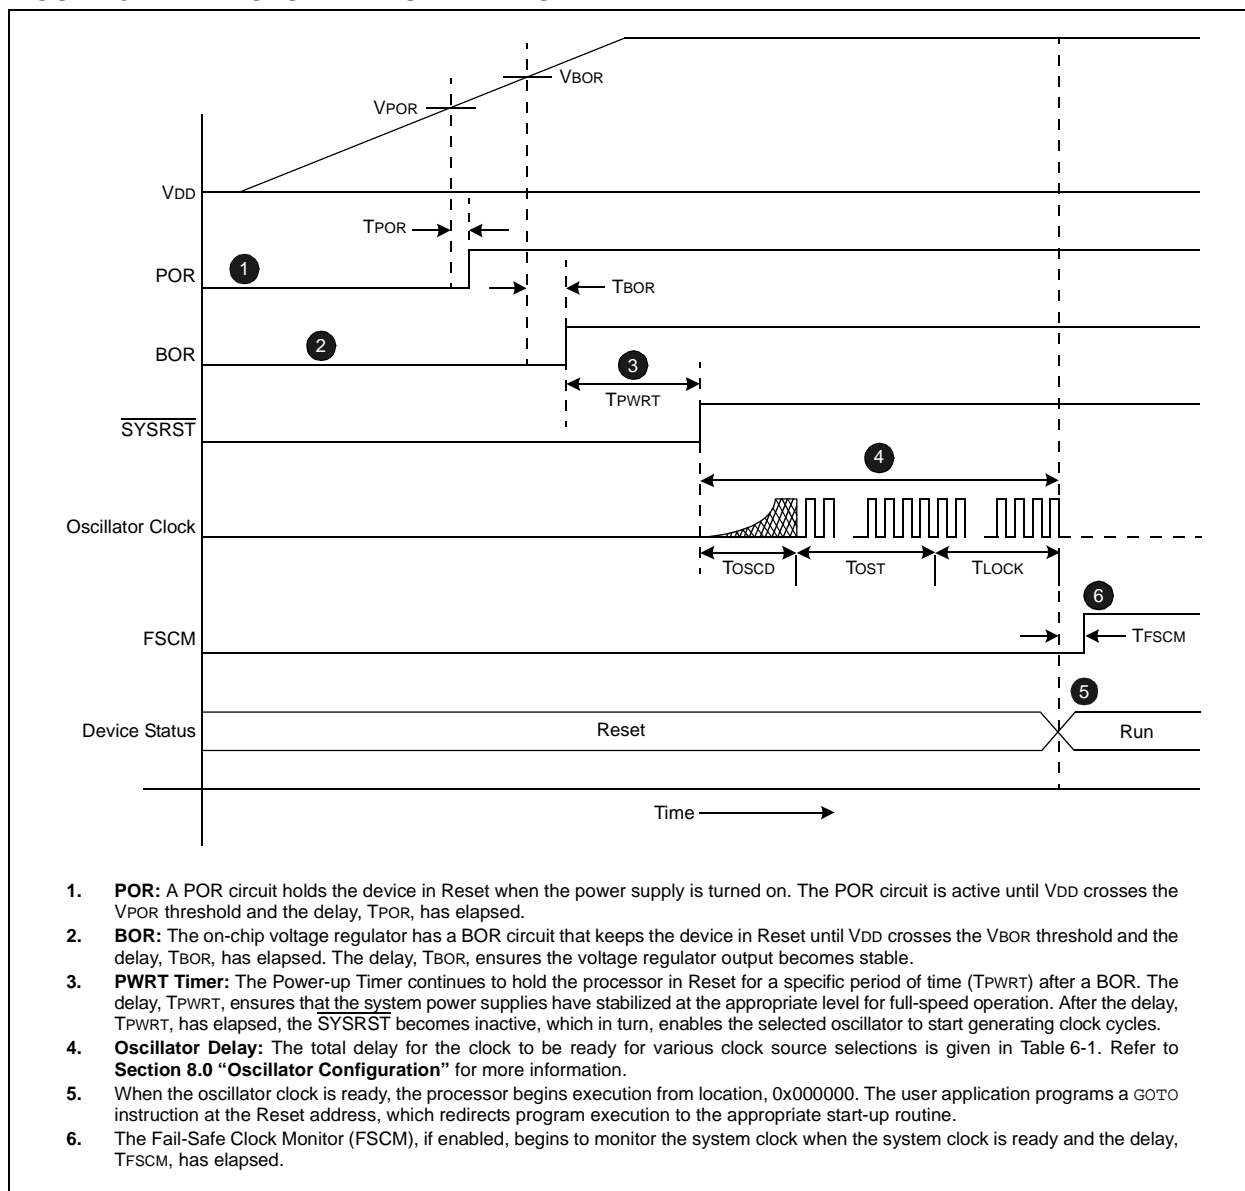 VBOR
VPOR
VDD
TPOR
POR
1
TBOR
BOR
2
3
TPWRT
SYSRST
4
Oscillator Clock
TOSCD
TOST
TLOCK
6
FSCM
TFSCM
5
Device Status
Reset
Run
Time
1. POR: A POR circuit holds the device in Reset when the power supply is turned on. The POR circuit is active until VDD crosses the
VPOR threshold and the delay, TPOR, has elapsed.
2. BOR: The on-chip voltage regulator has a BOR circuit that keeps the device in Reset until VDD crosses the VBOR threshold and the
delay, TBOR, has elapsed. The delay, TBOR, ensures the voltage regulator output becomes stable.
3. PWRT Timer: The Power-up Timer continues to hold the processor in Reset for a specific period of time (TPWRT) after a BOR. The
delay, TPWRT, ensures that the system power supplies have stabilized at the appropriate level for full-speed operation. After the delay,
TPWRT, has elapsed, the SYSRST becomes inactive, which in turn, enables the selected oscillator to start generating clock cycles.
4. Oscillator Delay: The total delay for the clock to be ready for various clock source selections is given in Table 6-1. Refer to
Section 8.0 “Oscillator Configuration” for more information.
5. When the oscillator clock is ready, the processor begins execution from location, 0x000000. The user application programs a GOTO
instruction at the Reset address, which redirects program execution to the appropriate start-up routine.
6. The Fail-Safe Clock Monitor (FSCM), if enabled, begins to monitor the system clock when the system clock is ready and the delay,
TFSCM, has elapsed.